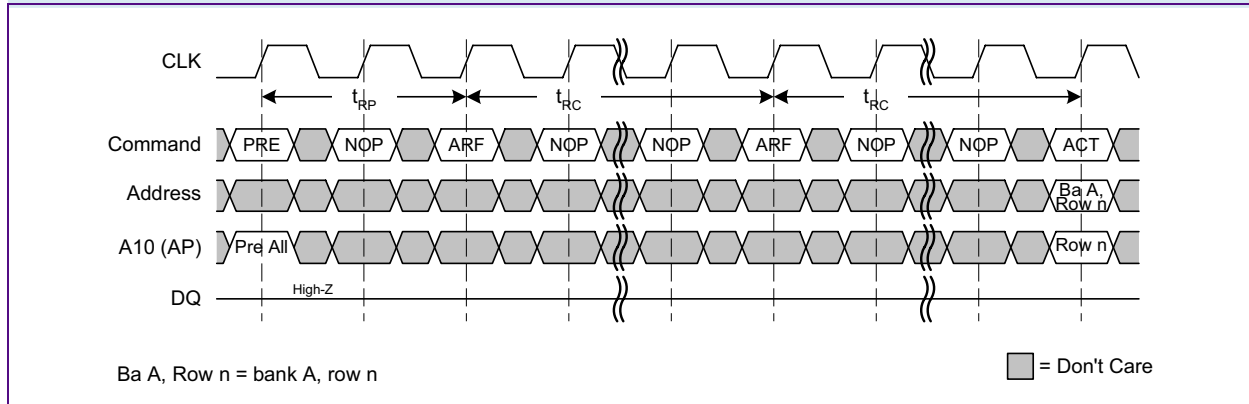 CLK
tRP tRC tRC
Command PRE NOP ARF NOP NOP ARF NOP NOP ACT
Address Ba A,
Row n
A10 (AP) Pre All Row n
High-Z
DQ
Ba A, Row n = bank A, row n = Don't Care